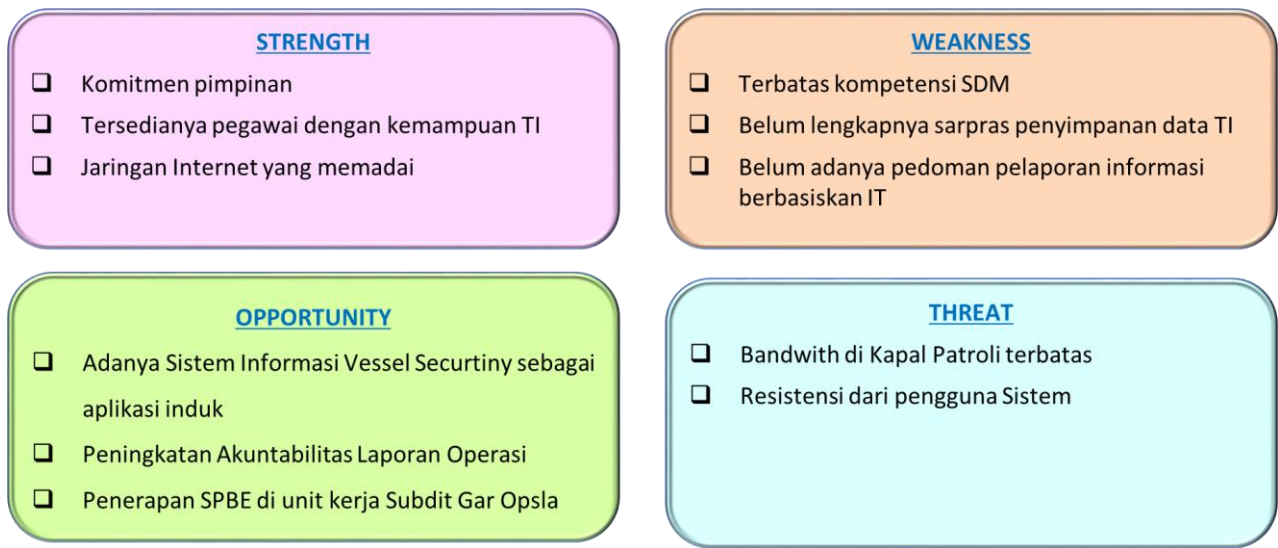 STRENGTH
Komitmen pimpinan
Tersedianya pegawai dengan kemampuan TI
Jaringan Internet yang memadai
WEAKNESS
Terbatas kompetensi SDM
Belum lengkapnya sarpras penyimpanan data TI
Belum adanya pedoman pelaporan informasi
berbasiskan IT
OPPORTUNITY
Adanya Sistem Informasi Vessel Securtiny sebagai
aplikasi induk
Peningkatan Akuntabilitas Laporan Operasi
Penerapan SPBE di unit kerja Subdit Gar Opsla
THREAT
Bandwith di Kapal Patroli terbatas
Resistensi dari pengguna Sistem